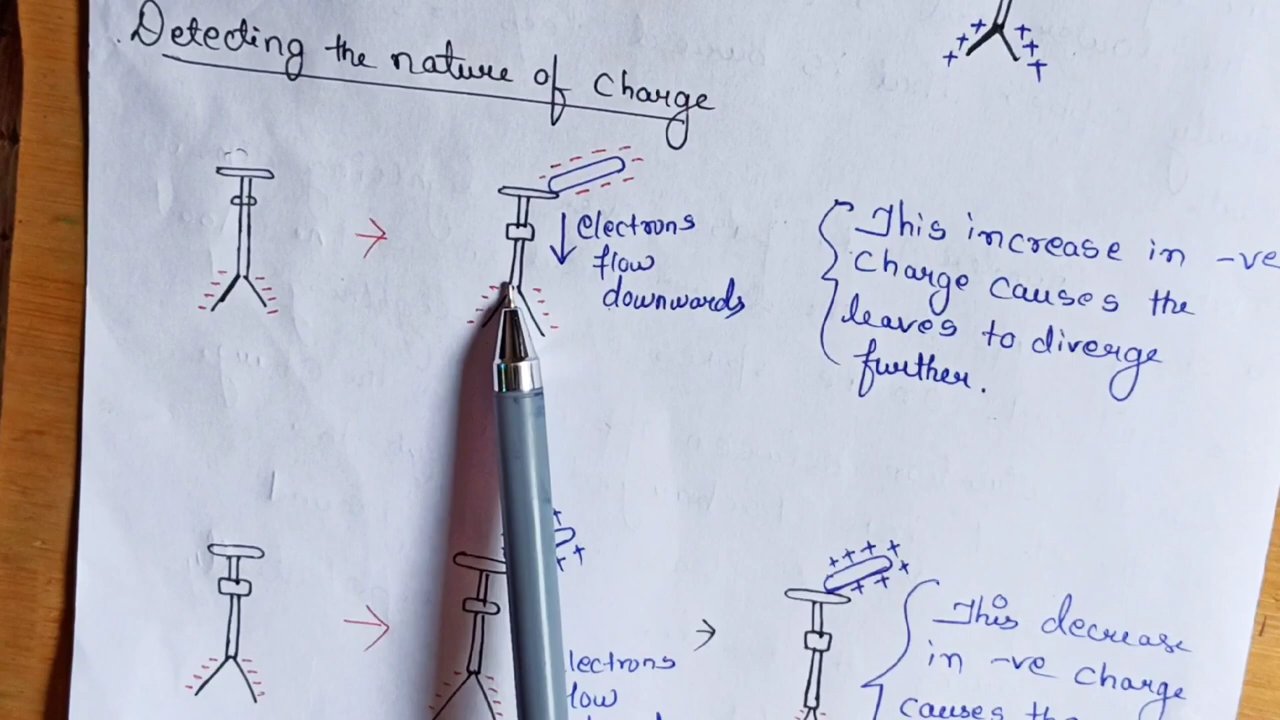 Detecting the nature of Charge
electrons
flow
downwards
This increase in -ve
Charge causes the
leaves to diverge
further.
lectrons
low
This decrease
in -ve charge
causes the